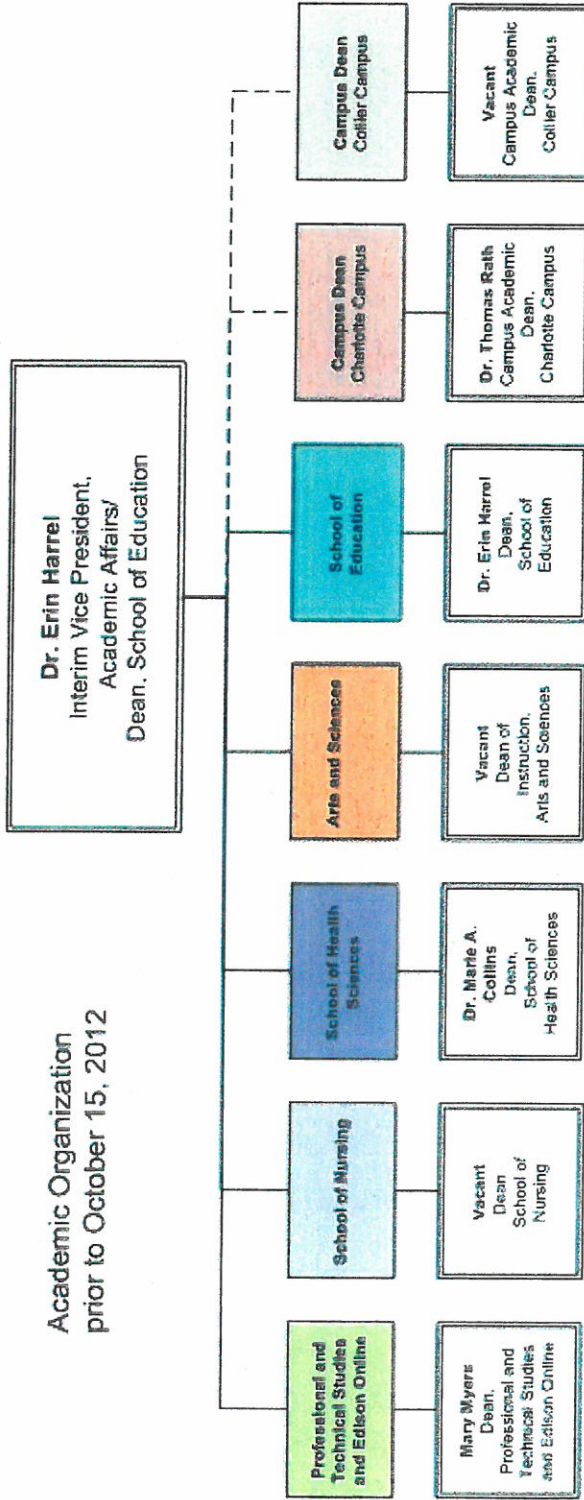 Academic Organization
prior to October 15, 2012
Dr. Erin Harrel
Interim Vice President,
Academic Affairs/
Dean, School of Education
Professional and
Technical Studies
and Edison Online
School of Nursing
School of Health
Sciences
Arts and Sciences
School of
Education
Campus Dean
Charlotte Campus
Campus Dean
Collier Campus
Mary Myers
Dean,
Professional and
Technical Studies
and Edison Online
Vacant
Dean
School of
Nursing
Dr. Marie A.
Collins
Dean,
School of
Health Sciences
Vacant
Dean of
Instruction,
Arts and Sciences
Dr. Erin Harrel
Dean,
School of
Education
Dr. Thomas Rath
Campus Academic
Dean,
Charlotte Campus
Vacant
Campus Academic
Dean,
Collier Campus